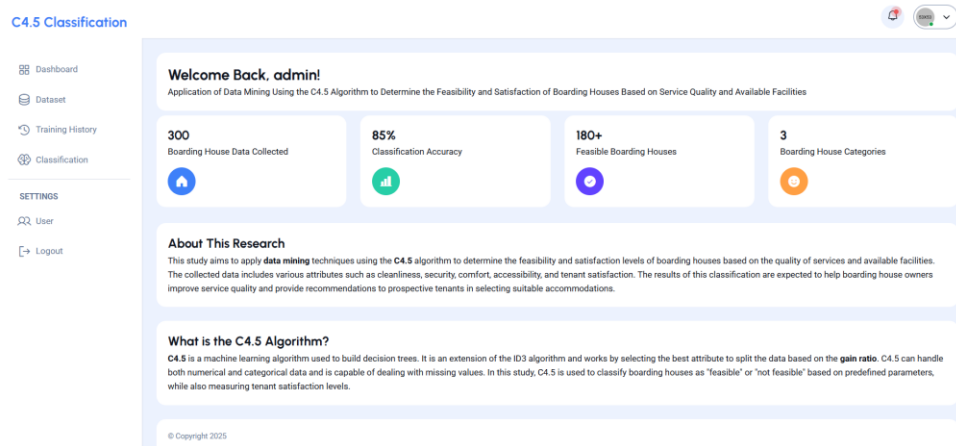 C4.5 Classification
Dashboard
Dataset
Training History
Classification
SETTINGS
User
Logout
Welcome Back, admin!
Application of Data Mining Using the C4.5 Algorithm to Determine the Feasibility and Satisfaction of Boarding Houses Based on Service Quality and Available Facilities
300
Boarding House Data Collected
85%
Classification Accuracy
180+
Feasible Boarding Houses
3
Boarding House Categories
About This Research
This study aims to apply data mining techniques using the C4.5 algorithm to determine the feasibility and satisfaction levels of boarding houses based on the quality of services and available facilities.
The collected data includes various attributes such as cleanliness, security, comfort, accessibility, and tenant satisfaction. The results of this classification are expected to help boarding house owners
improve service quality and provide recommendations to prospective tenants in selecting suitable accommodations.
What is the C4.5 Algorithm?
C4.5 is a machine learning algorithm used to build decision trees. It is an extension of the ID3 algorithm and works by selecting the best attribute to split the data based on the gain ratio. C4.5 can handle
both numerical and categorical data and is capable of dealing with missing values. In this study, C4.5 is used to classify boarding houses as "feasible" or "not feasible" based on predefined parameters,
while also measuring tenant satisfaction levels.
© Copyright 2025